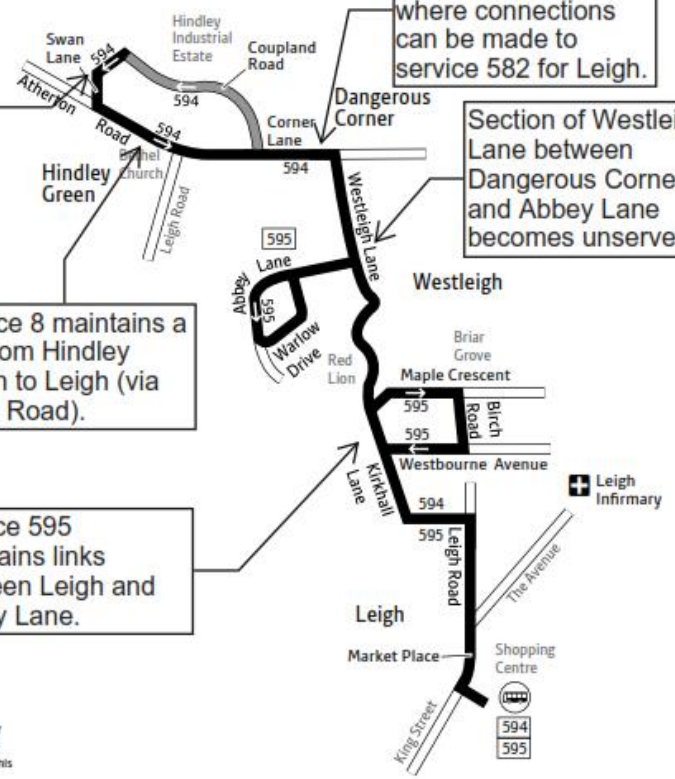 where connections
can be made to
service 582 for Leigh.
Swan
Lane
Hindley
Industrial
Estate
Coupland
Road
594
594
Atherton
Road
594
Bethel
Church
Corner
Lane
594
Dangerous
Corner
Hindley
Green
Leigh Road
Section of Westlei
Lane between
Dangerous Corne
and Abbey Lane
becomes unserve
Westleigh Lane
595
Abbey
Lane
595
Warlow
Drive
Westleigh
ce 8 maintains a
om Hindley
n to Leigh (via
Road).
Red
Lion
Briar
Grove
Maple Crescent
595
Birch
Road
595
Westbourne Avenue
Kirkhall
Lane
Leigh
Infirmary
594
595
Leigh Road
The Avenue
ce 595
ains links
een Leigh and
y Lane.
Leigh
Market Place
Shopping
Centre
King Street
594
595
his